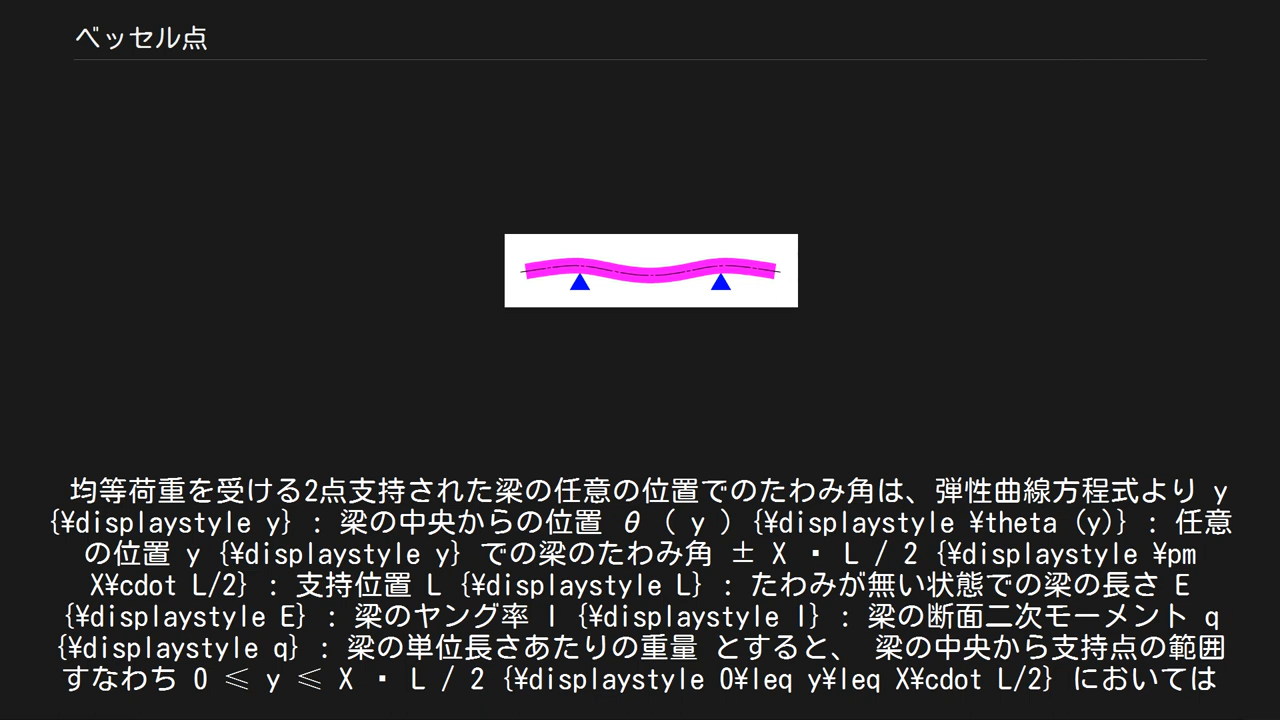 ベッセル点
均等荷重を受ける2点支持された梁の任意の位置でのたわみ角は、弾性曲線方程式より y
{¥displaystyle y} : 梁の中央からの位置 θ ( y ) {¥displaystyle ¥theta (y)} : 任意
の位置 y {¥displaystyle y} での梁のたわみ角 ± X ⋅ L / 2 {¥displaystyle ¥pm
X¥cdot L/2} : 支持位置 L {¥displaystyle L} : たわみが無い状態での梁の長さ E
{¥displaystyle E} : 梁のヤング率 I {¥displaystyle I} : 梁の断面二次モーメント q
{¥displaystyle q} : 梁の単位長さあたりの重量 とすると、 梁の中央から支持点の範囲
すなわち 0 ≤ y ≤ X ⋅ L / 2 {¥displaystyle 0¥leq y¥leq X¥cdot L/2} においては